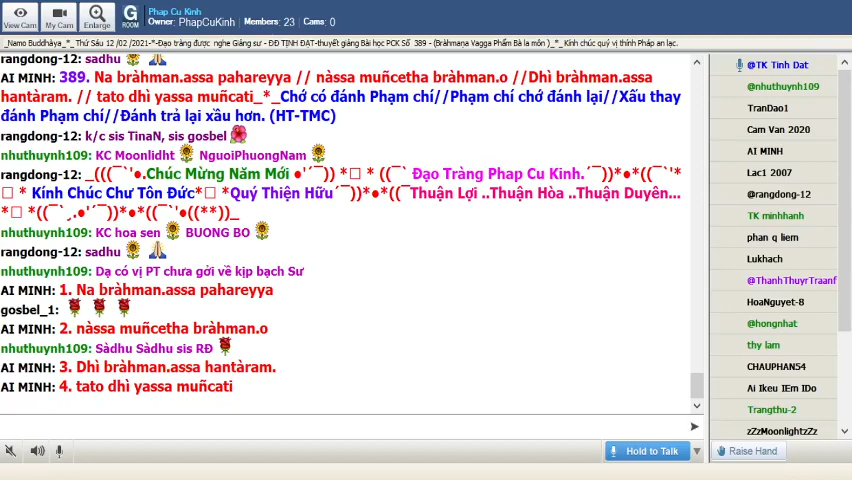 View Cam
My Cam
Enlarge
G ROOM
Phap Cu Kinh
Owner: PhapCuKinh Members: 23 Cams: 0
_Namo Buddhàya_*_ Thứ Sáu 12 /02 /2021-*-Đạo tràng được nghe Giảng sư - ĐĐ TỊNH ĐẠT-thuyết giảng Bài học PCK Số 389 - (Bràhmaṇa Vagga Phẩm Bà la môn )_*_ Kính chúc quý vị thính Pháp an lạc.
rangdong-12: sadhu
AI MINH: 389. Na bràhman.assa pahareyya // nàssa muñcetha bràhman.o //Dhì bràhman.assa
hantàram. // tato dhì yassa muñcati_*_Chớ có đánh Phạm chí//Phạm chí chớ đánh lại//Xấu thay
đánh Phạm chí//Đánh trả lại xầu hơn. (HT-TMC)
rangdong-12: k/c sis TinaN, sis gosbel
nhuthuynh109: KC Moonlidht NguoiPhuongNam
rangdong-12: _(((¯`'●.Chúc Mừng Năm Mới ●'´¯)) *□ * ((¯` Đạo Tràng Phap Cu Kinh.´¯))*●*((¯`'*
□ * Kính Chúc Chư Tôn Đức*□ *Quý Thiện Hữu´¯))*●*((¯Thuận Lợi ..Thuận Hòa ..Thuận Duyên...
nhuthuynh109: KC hoa sen BUONG BO
rangdong-12: sadhu
nhuthuynh109: Dạ có vị PT chưa gởi về kịp bạch Sư
AI MINH: 1. Na bràhman.assa pahareyya
gosbel_1:
AI MINH: 2. nàssa muñcetha bràhman.o
nhuthuynh109: Sàdhu Sàdhu sis RĐ
AI MINH: 3. Dhì bràhman.assa hantàram.
AI MINH: 4. tato dhì yassa muñcati
Hold to Talk
@TK Tinh Dat
@nhuthuynh109
TranDao1
Cam Van 2020
AI MINH
Lac1 2007
@rangdong-12
TK minhhanh
phan q liem
Lukhach
@ThanhThuyrTraanf
HoaNguyet-8
@hongnhat
thy lam
CHAUPHAN54
Ai Ikeu IEm IDo
Trangthu-2
zZzMoonlightzZz
Raise Hand